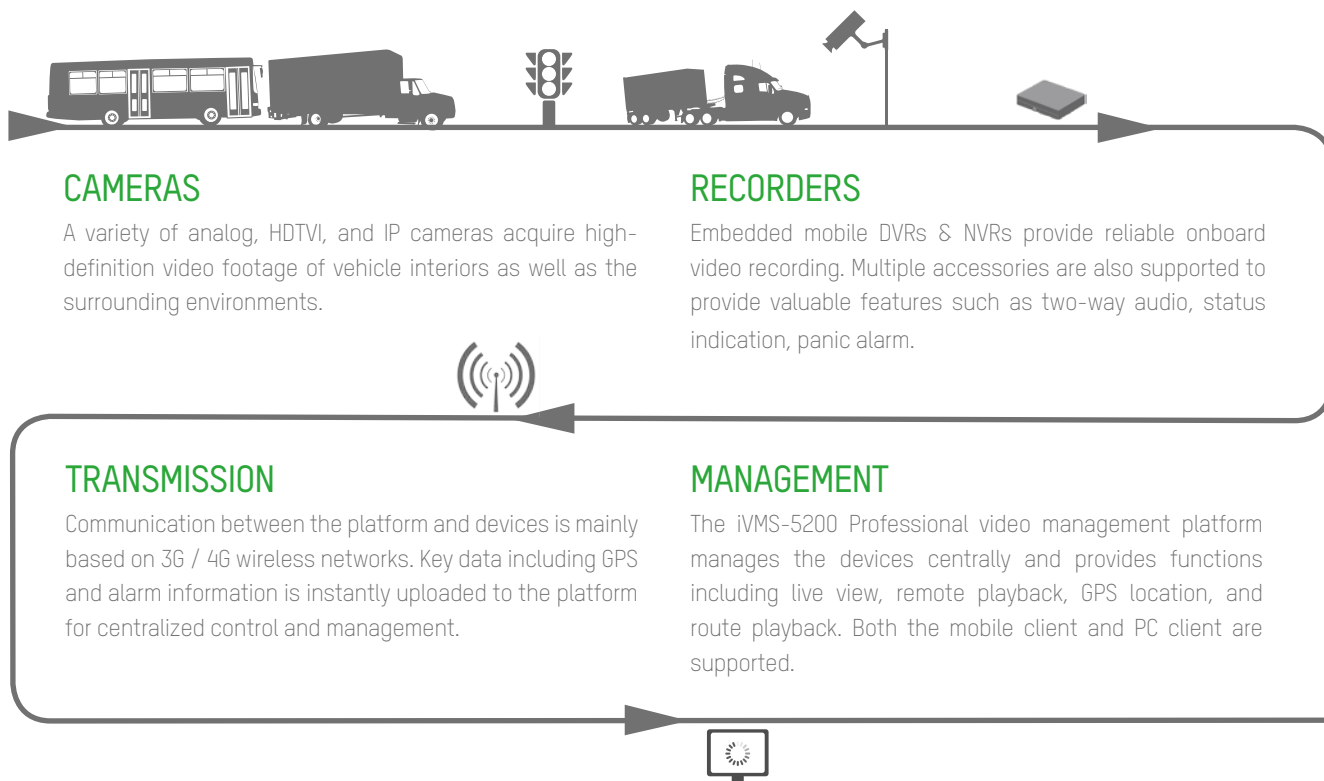 CAMERAS
A variety of analog, HDTVI, and IP cameras acquire high-
definition video footage of vehicle interiors as well as the
surrounding environments.
RECORDERS
Embedded mobile DVRs & NVRs provide reliable onboard
video recording. Multiple accessories are also supported to
provide valuable features such as two-way audio, status
indication, panic alarm.
TRANSMISSION
Communication between the platform and devices is mainly
based on 3G / 4G wireless networks. Key data including GPS
and alarm information is instantly uploaded to the platform
for centralized control and management.
MANAGEMENT
The iVMS-5200 Professional video management platform
manages the devices centrally and provides functions
including live view, remote playback, GPS location, and
route playback. Both the mobile client and PC client are
supported.